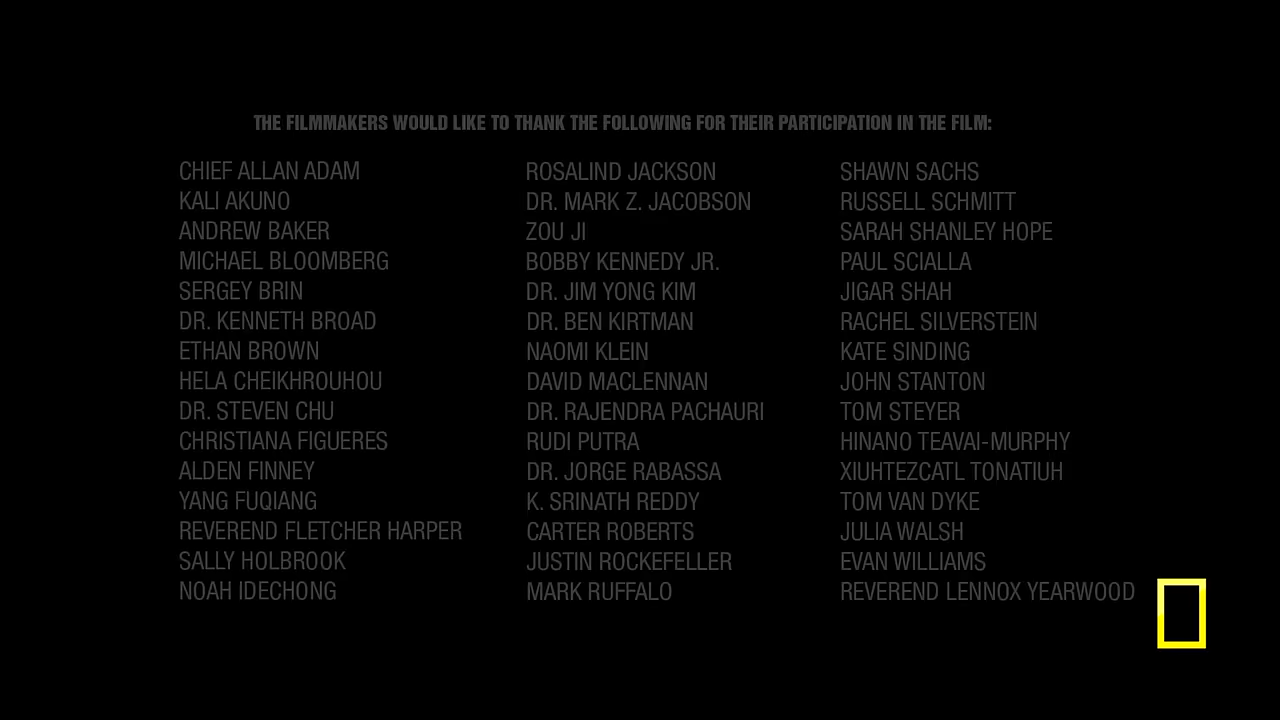 THE FILMMAKERS WOULD LIKE TO THANK THE FOLLOWING FOR THEIR PARTICIPATION IN THE FILM:
CHIEF ALLAN ADAM
KALI AKUNO
ANDREW BAKER
MICHAEL BLOOMBERG
SERGEY BRIN
DR. KENNETH BROAD
ETHAN BROWN
HELA CHEIKHROUHOU
DR. STEVEN CHU
CHRISTIANA FIGUERES
ALDEN FINNEY
YANG FUQIANG
REVEREND FLETCHER HARPER
SALLY HOLBROOK
NOAH IDECHONG
ROSALIND JACKSON
DR. MARK Z. JACOBSON
ZOU JI
BOBBY KENNEDY JR.
DR. JIM YONG KIM
DR. BEN KIRTMAN
NAOMI KLEIN
DAVID MACLENNAN
DR. RAJENDRA PACHAURI
RUDI PUTRA
DR. JORGE RABASSA
K. SRINATH REDDY
CARTER ROBERTS
JUSTIN ROCKEFELLER
MARK RUFFALO
SHAWN SACHS
RUSSELL SCHMITT
SARAH SHANLEY HOPE
PAUL SCIALLA
JIGAR SHAH
RACHEL SILVERSTEIN
KATE SINDING
JOHN STANTON
TOM STEYER
HINANO TEAVAI-MURPHY
XIUHTEZCATL TONATIUH
TOM VAN DYKE
JULIA WALSH
EVAN WILLIAMS
REVEREND LENNOX YEARWOOD